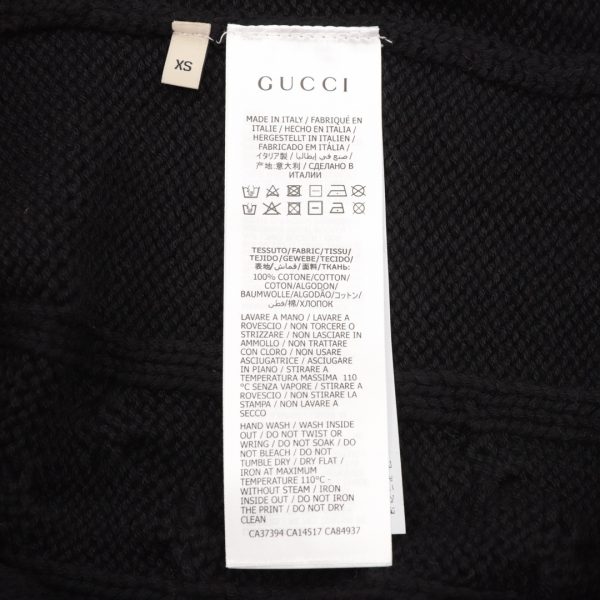 XS
GUCCI
MADE IN ITALY / FABRIQUÉ EN
ITALIE / HECHO EN ITALIA /
HERGESTELLT IN ITALIEN /
FABRICADO EM ITÁLIA /
イタリア製 / صنع في إيطاليا /
产地:意大利 / СДЕЛАНО В
ИТАЛИИ
TESSUTO/FABRIC/TISSU/
TEJIDO/GEWEBE/TECIDO/
表地/قماش/面料/ТКАНЬ:
100% COTONE/COTTON/
COTON/ALGODON/
BAUMWOLLE/ALGODÃO/コットン/
قطن/棉/ХЛОПОК
LAVARE A MANO / LAVARE A
ROVESCIO / NON TORCERE O
STRIZZARE / NON LASCIARE IN
AMMOLLO / NON TRATTARE
CON CLORO / NON USARE
ASCIUGATRICE / ASCIUGARE
IN PIANO / STIRARE A
TEMPERATURA MASSIMA 110
°C SENZA VAPORE / STIRARE A
ROVESCIO / NON STIRARE LA
STAMPA / NON LAVARE A
SECCO
HAND WASH / WASH INSIDE
OUT / DO NOT TWIST OR
WRING / DO NOT SOAK / DO
NOT BLEACH / DO NOT
TUMBLE DRY / DRY FLAT /
IRON AT MAXIMUM
TEMPERATURE 110°C -
WITHOUT STEAM / IRON
INSIDE OUT / DO NOT IRON
THE PRINT / DO NOT DRY
CLEAN
CA37394 CA14517 CA84937